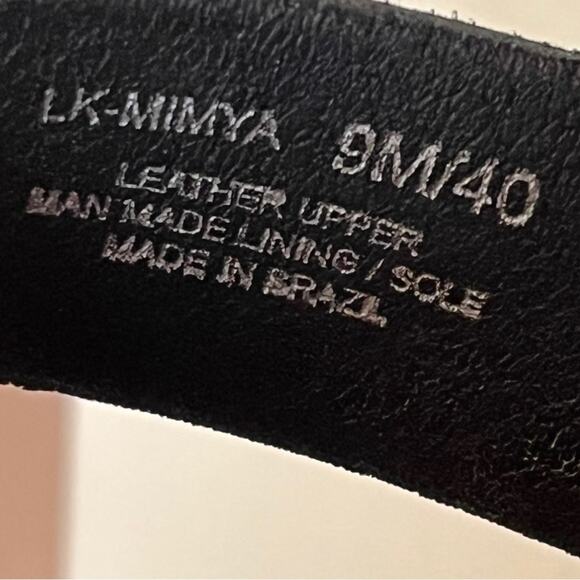 LK-MIMYA 9M/40
LEATHER UPPER
MAN MADE LINING / SOLE
MADE IN BRAZIL